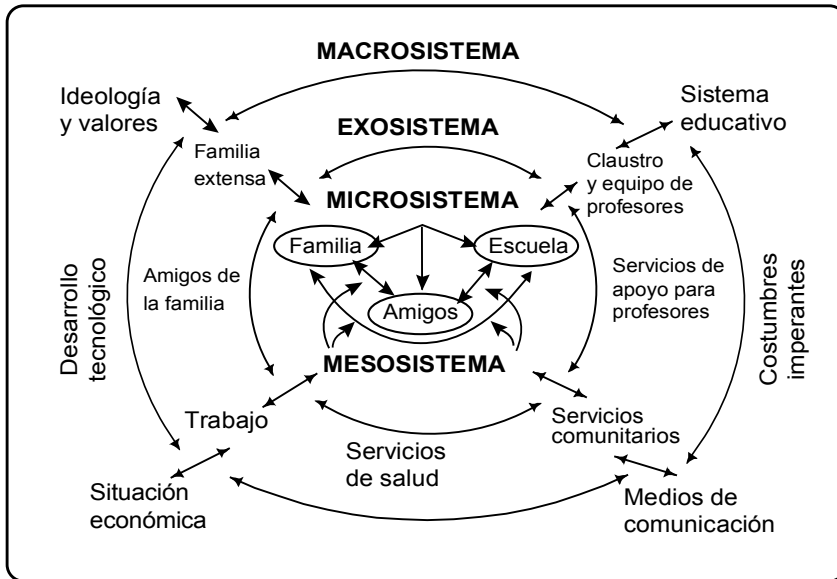 MACROSISTEMA
Ideología
y valores
Sistema
educativo
EXOSISTEMA
Familia
extensa
Claustro
y equipo de
profesores
MICROSISTEMA
Familia
Escuela
Amigos
Amigos de
la familia
Servicios de
apoyo para
profesores
Desarrollo
tecnológico
Costumbres
imperantes
MESOSISTEMA
Trabajo
Servicios
comunitarios
Servicios
de salud
Situación
económica
Medios de
comunicación